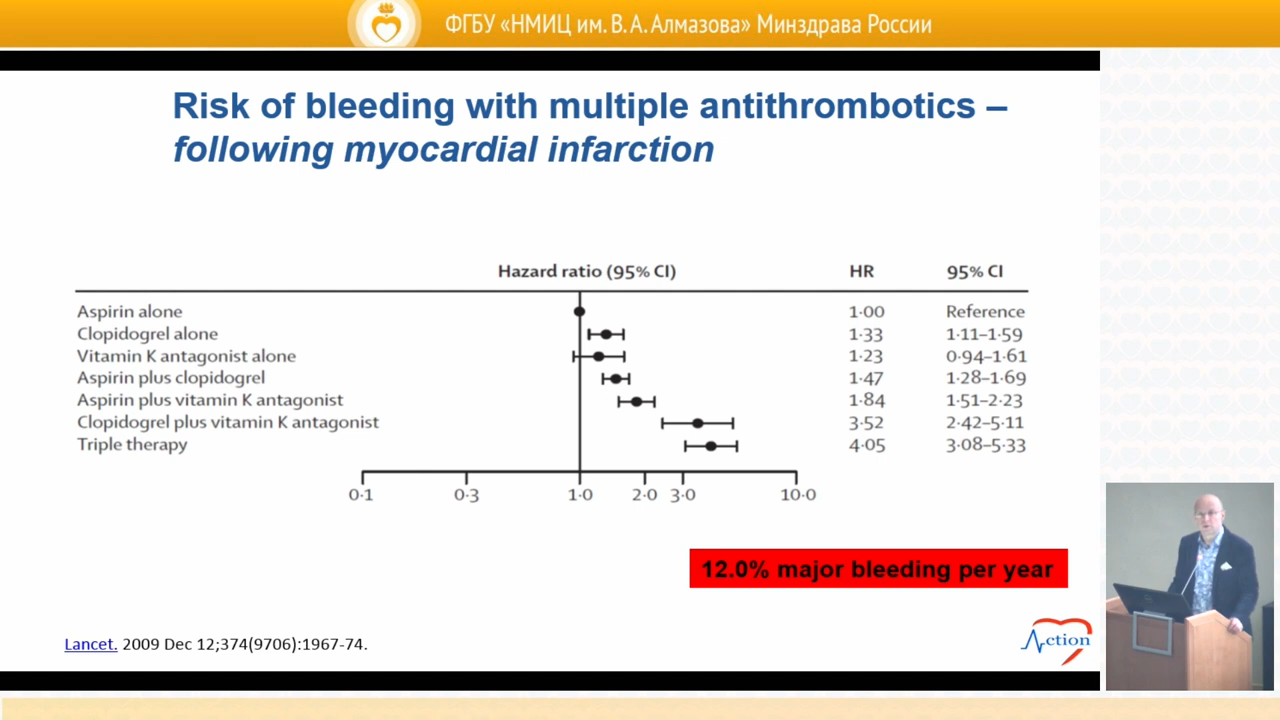 ФГБУ «НМИЦ им. В. А. Алмазова» Минздрава России
Risk of bleeding with multiple antithrombotics –
following myocardial infarction
Hazard ratio (95% CI) HR 95% CI
Aspirin alone 1·00 Reference
Clopidogrel alone 1·33 1·11–1·59
Vitamin K antagonist alone 1·23 0·94–1·61
Aspirin plus clopidogrel 1·47 1·28–1·69
Aspirin plus vitamin K antagonist 1·84 1·51–2·23
Clopidogrel plus vitamin K antagonist 3·52 2·42–5·11
Triple therapy 4·05 3·08–5·33
0·1 0·3 1·0 2·0 3·0 10·0
12.0% major bleeding per year
Lancet. 2009 Dec 12;374(9706):1967-74.
Action